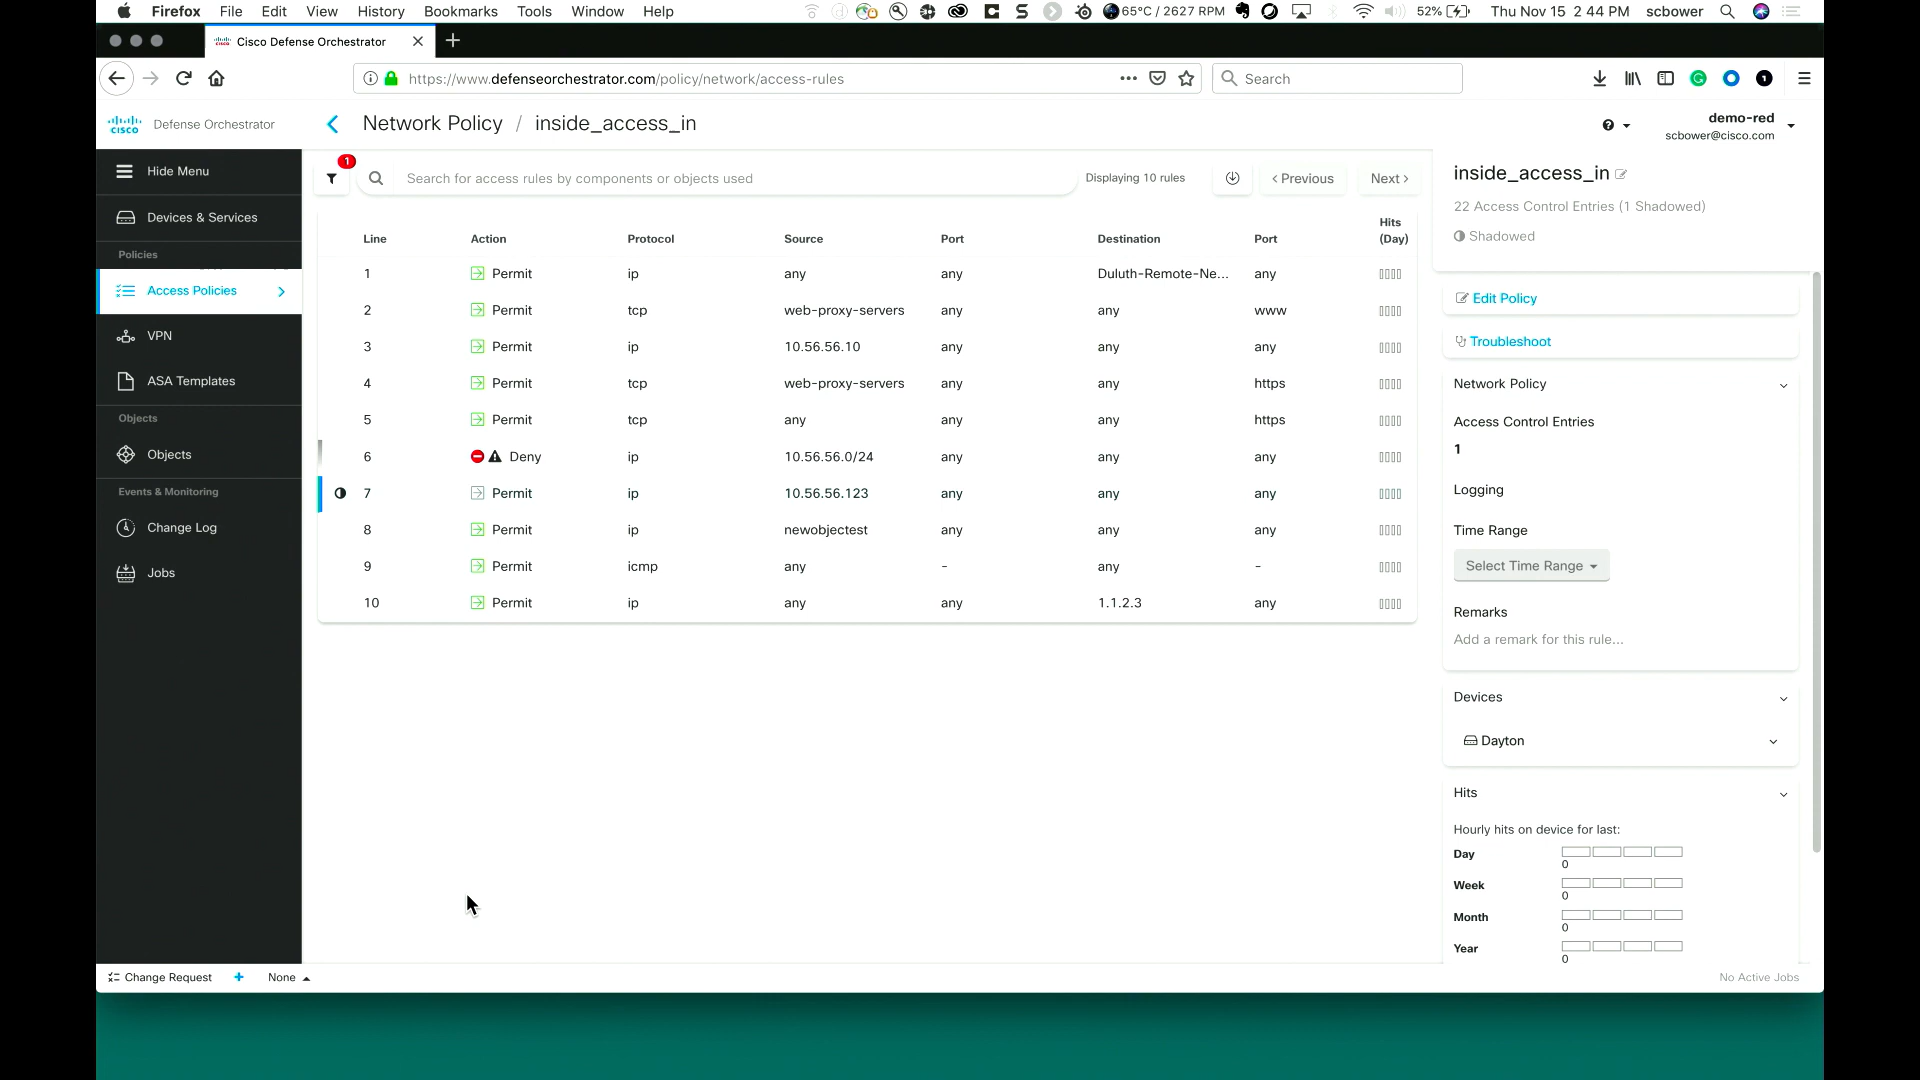 Firefox File Edit View History Bookmarks Tools Window Help 65°C / 2627 RPM 52% Thu Nov 15 2 44 PM scbower
Cisco Defense Orchestrator
https://www.defenseorchestrator.com/policy/network/access-rules Search
CISCO Defense Orchestrator Network Policy / inside_access_in demo-red
scbower@cisco.com
Hide Menu
Devices & Services
Policies
Access Policies
VPN
ASA Templates
Objects
Objects
Events & Monitoring
Change Log
Jobs
1
Search for access rules by components or objects used Displaying 10 rules Previous Next
Line Action Protocol Source Port Destination Port Hits (Day)
1 Permit ip any any Duluth-Remote-Ne... any
2 Permit tcp web-proxy-servers any any www
3 Permit ip 10.56.56.10 any any any
4 Permit tcp web-proxy-servers any any https
5 Permit tcp any any any https
6 Deny ip 10.56.56.0/24 any any any
7 Permit ip 10.56.56.123 any any any
8 Permit ip newobjectest any any any
9 Permit icmp any - any -
10 Permit ip any any 1.1.2.3 any
inside_access_in
22 Access Control Entries (1 Shadowed)
Shadowed
Edit Policy
Troubleshoot
Network Policy
Access Control Entries
1
Logging
Time Range
Select Time Range
Remarks
Add a remark for this rule...
Devices
Dayton
Hits
Hourly hits on device for last:
Day
0
Week
0
Month
0
Year
0
Change Request + None No Active Jobs